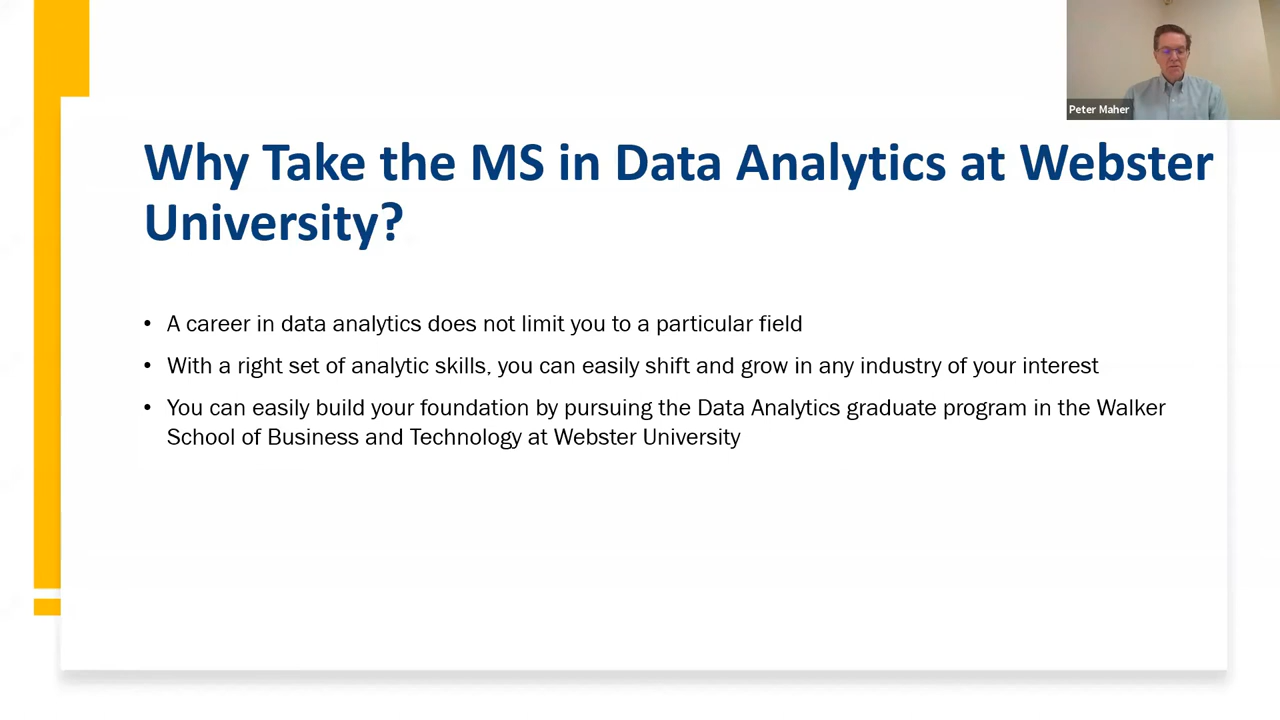 Peter Maher
Why Take the MS in Data Analytics at Webster
University?
• A career in data analytics does not limit you to a particular field
• With a right set of analytic skills, you can easily shift and grow in any industry of your interest
• You can easily build your foundation by pursuing the Data Analytics graduate program in the Walker
School of Business and Technology at Webster University